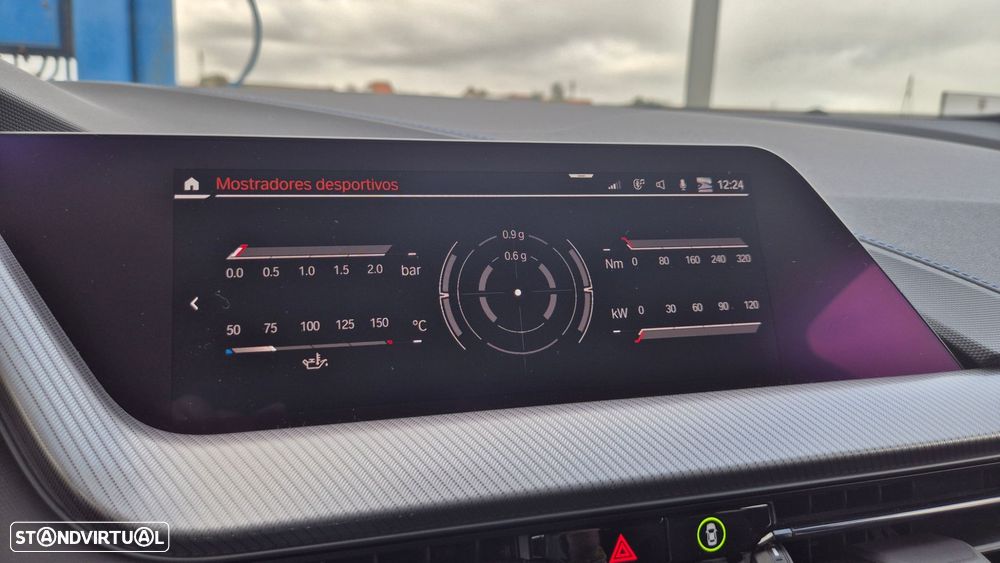 Mostradores desportivos
12:24
0.0 0.5 1.0 1.5 2.0 bar
50 75 100 125 150 °C
0.9 g
0.6 g
Nm 0 80 160 240 320
kW 0 30 60 90 120
STANDVIRTUAL